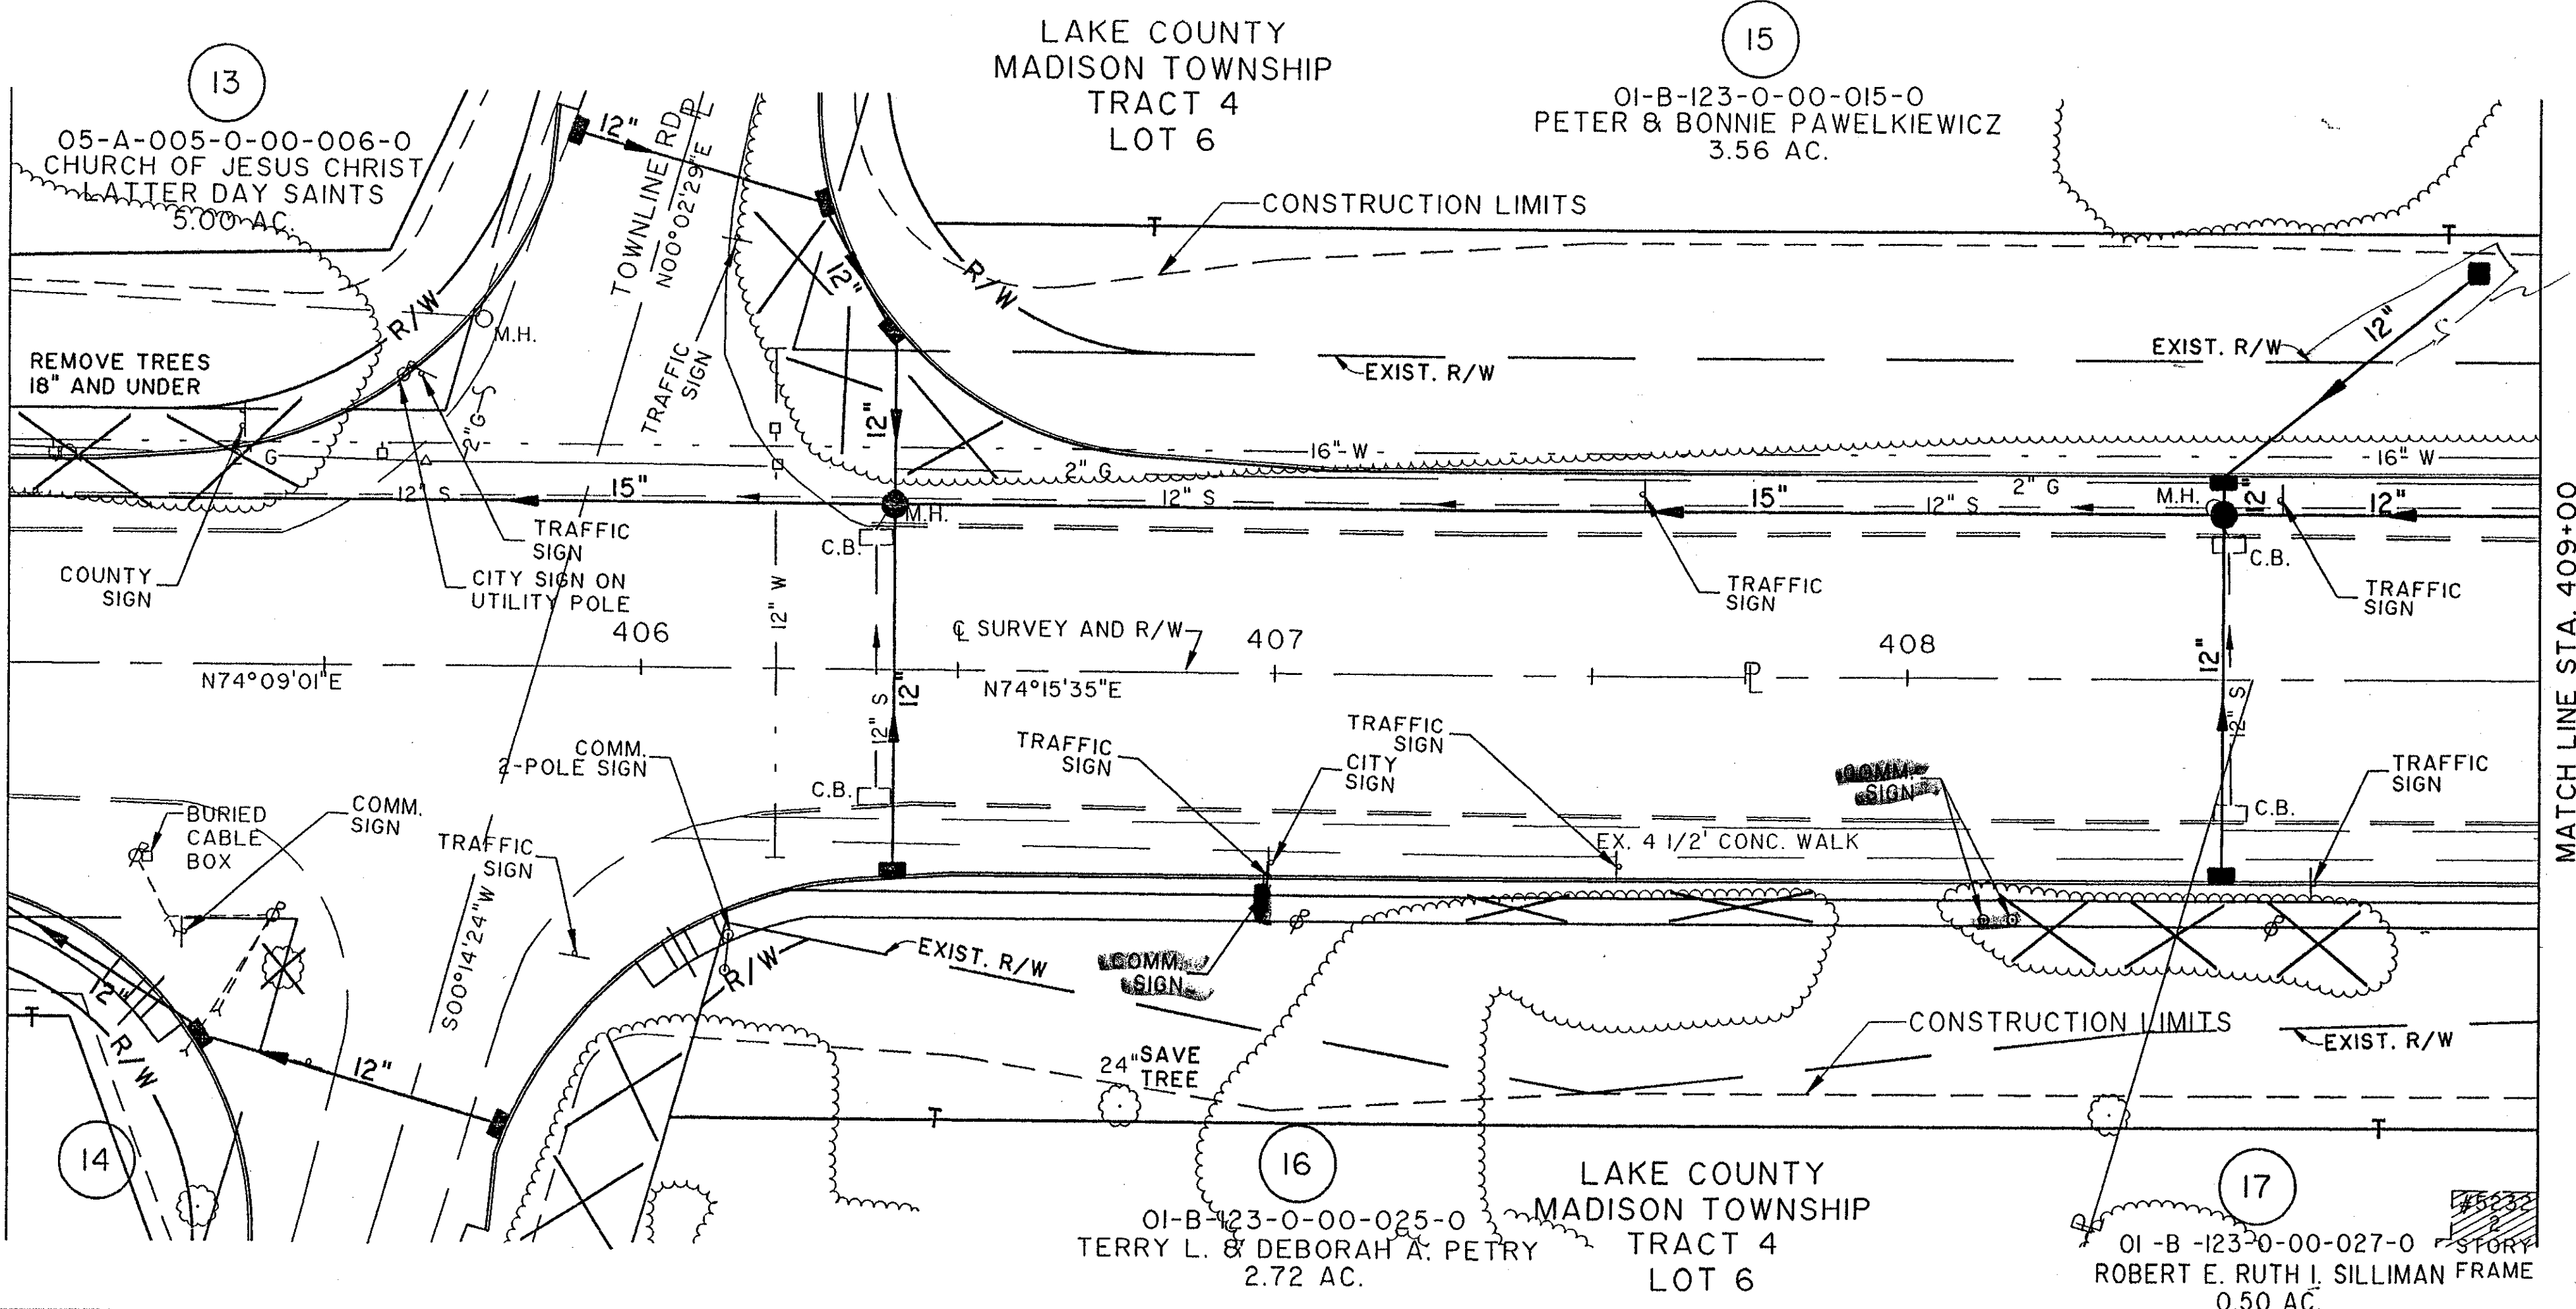 LAKE COUNTY
MADISON TOWNSHIP
TRACT 4
LOT 6
13
05-A-005-0-00-006-0
CHURCH OF JESUS CHRIST
LATTER DAY SAINTS
5.00 AC.
15
01-B-123-0-00-015-0
PETER & BONNIE PAWELKIEWICZ
3.56 AC.
12"
TOWNLINE RD
N00°02'29"E
CONSTRUCTION LIMITS
T
T
R/W
R/W
12"
12"
M.H.
REMOVE TREES
18" AND UNDER
TRAFFIC
SIGN
EXIST. R/W
EXIST. R/W
2" G
12"
16" W
16" W
2" G
2" G
G
12" S
15"
12" S
15"
12" S
M.H.
M.H.
12"
12"
C.B.
C.B.
TRAFFIC
SIGN
COUNTY
SIGN
CITY SIGN ON
UTILITY POLE
TRAFFIC
SIGN
TRAFFIC
SIGN
12" W
406
℄ SURVEY AND R/W
407
408
N74°09'01"E
N74°15'35"E
℄
12" S
12"
12"
12" S
MATCH LINE STA. 409+00
COMM.
2-POLE SIGN
TRAFFIC
SIGN
TRAFFIC
SIGN
CITY
SIGN
COMM.
SIGN
TRAFFIC
SIGN
C.B.
C.B.
BURIED
CABLE
BOX
COMM.
SIGN
TRAFFIC
SIGN
EX. 4 1/2' CONC. WALK
S00°14'24"W
EXIST. R/W
R/W
COMM.
SIGN
12"
T
R/W
12"
CONSTRUCTION LIMITS
EXIST. R/W
24" SAVE
TREE
T
T
14
16
01-B-123-0-00-025-0
TERRY L. & DEBORAH A. PETRY
2.72 AC.
LAKE COUNTY
MADISON TOWNSHIP
TRACT 4
LOT 6
17
01-B-123-0-00-027-0
ROBERT E. RUTH I. SILLIMAN
0.50 AC.
#5232
2
STORY
FRAME